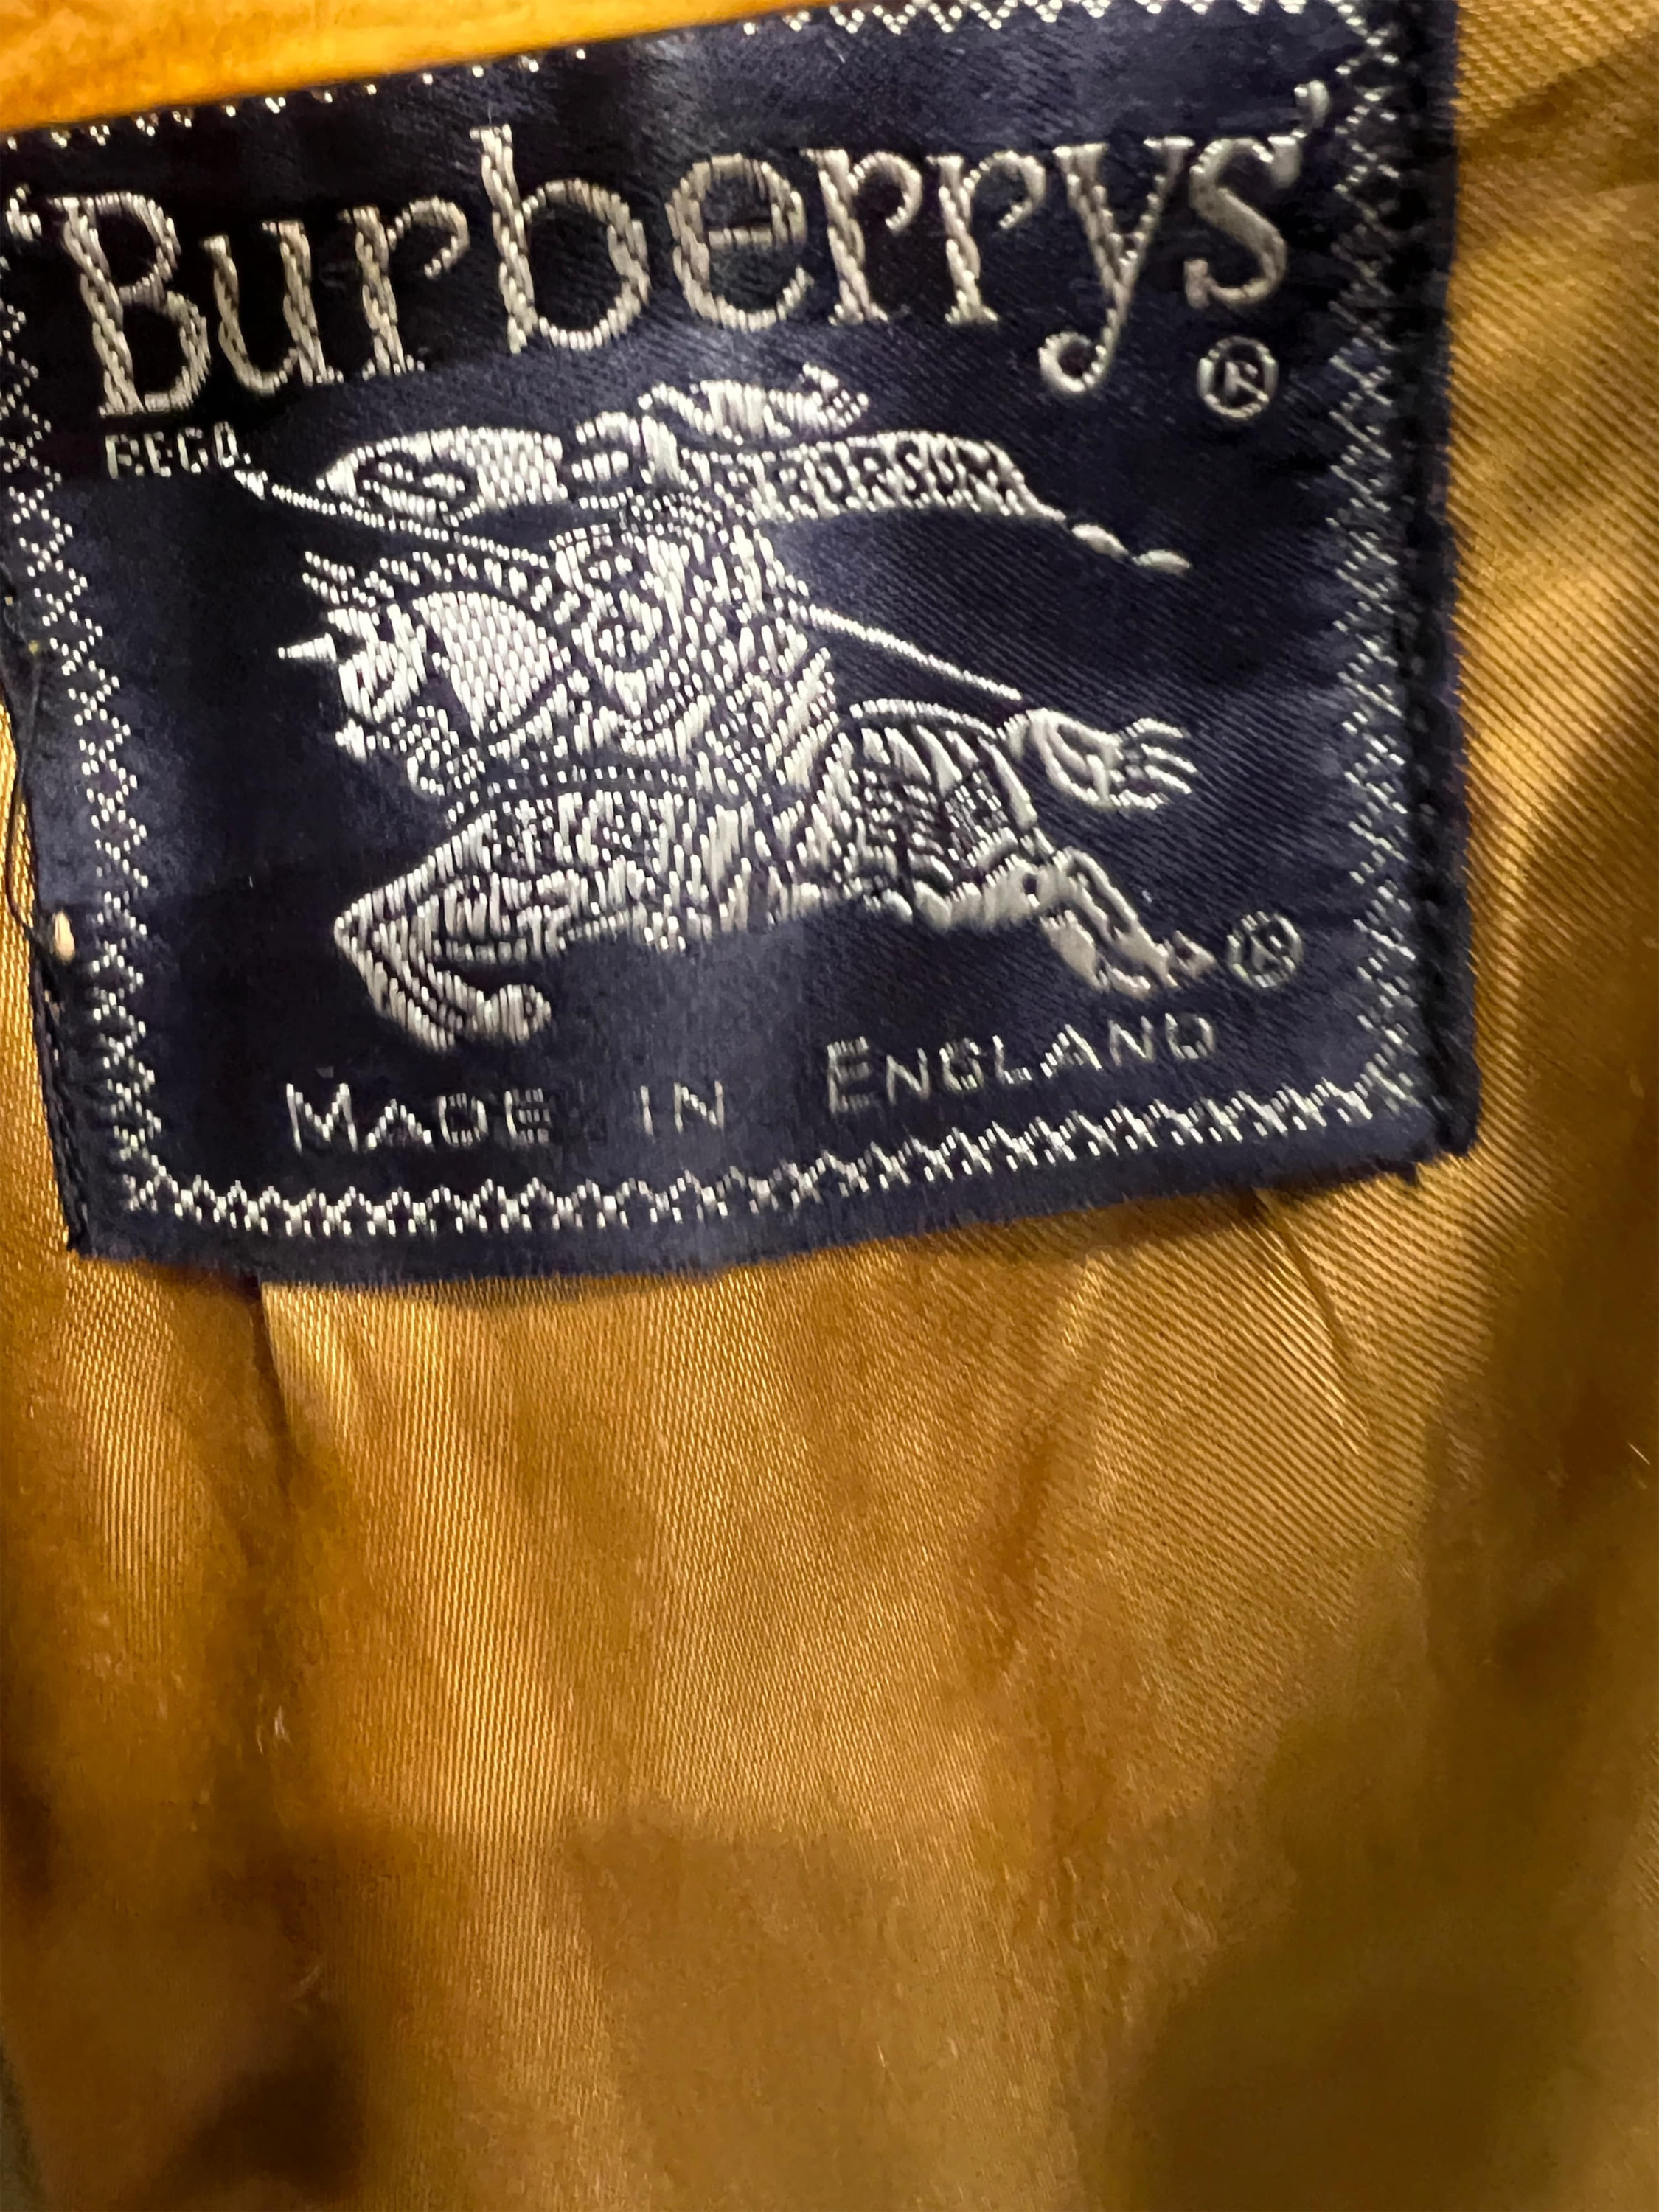 “Burberrys’ ®
REGD.
PRORSUM
®
MADE IN ENGLAND